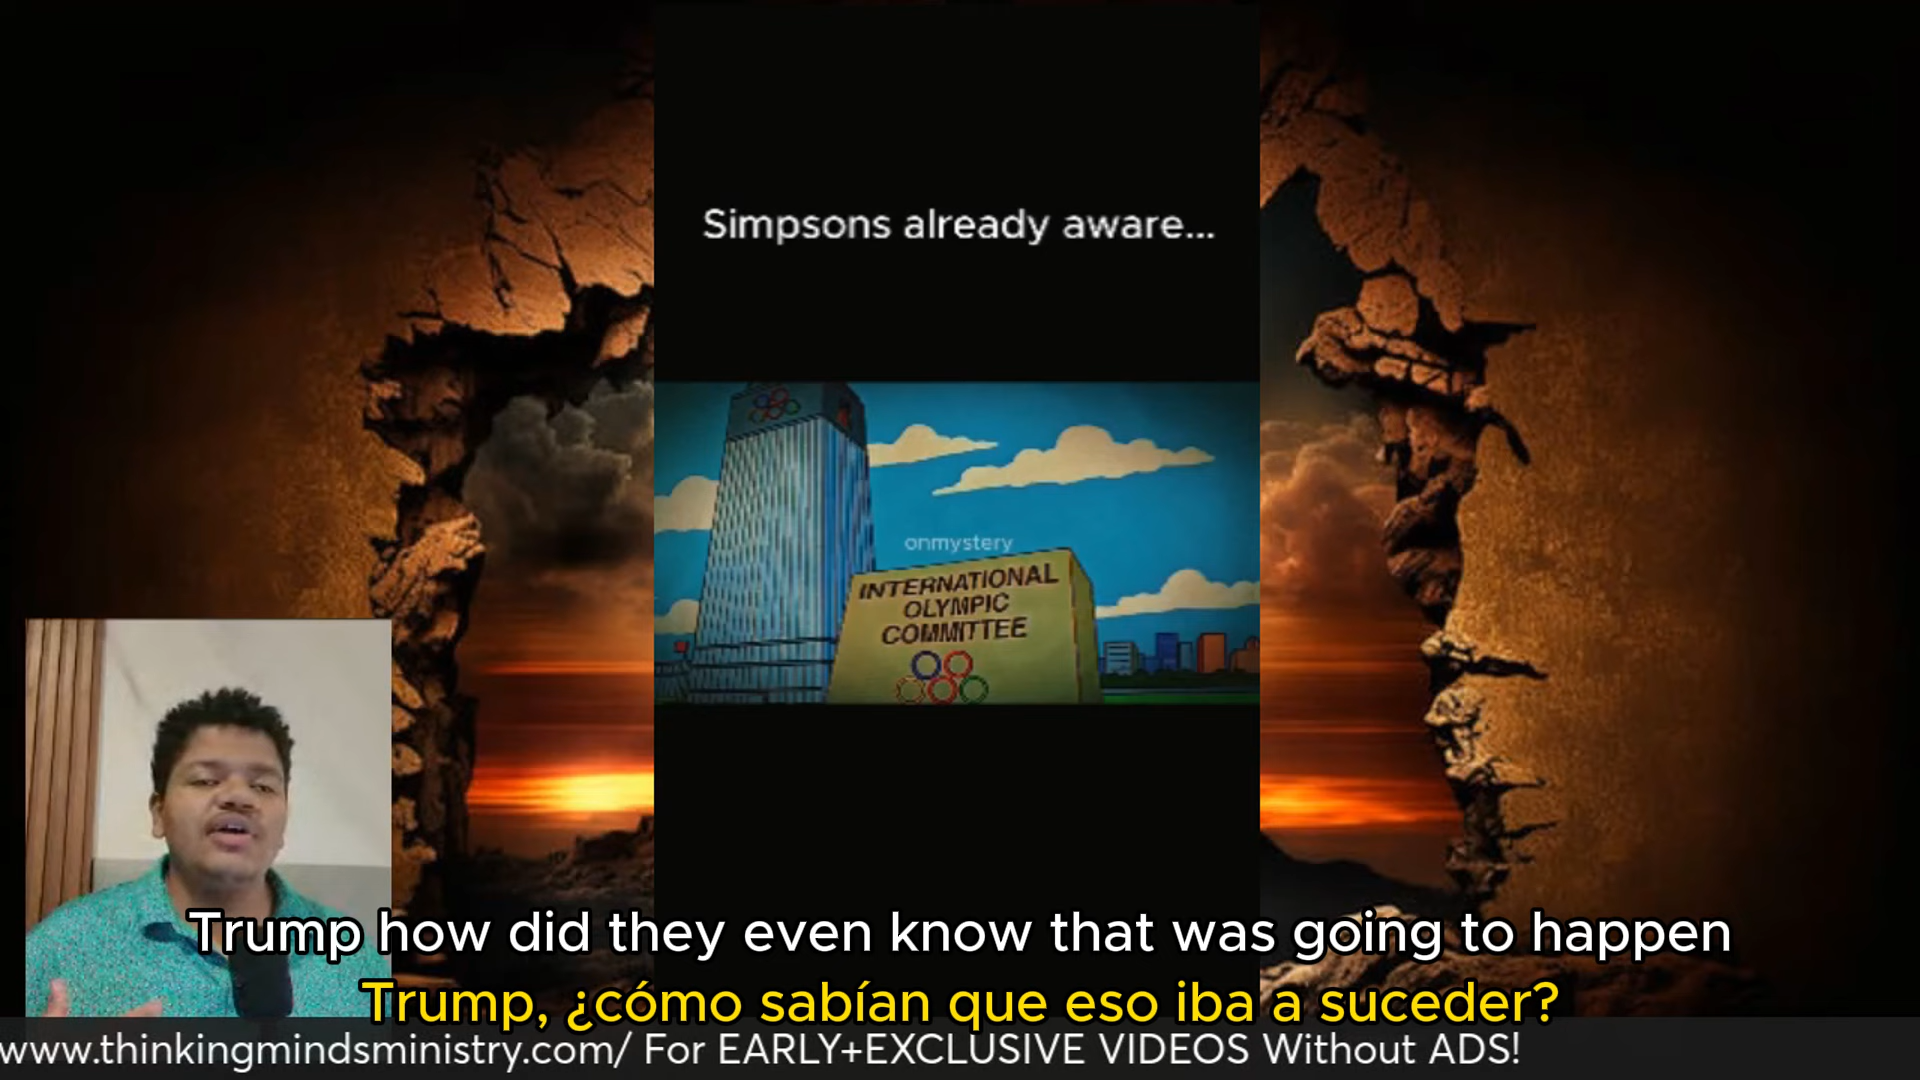 Simpsons already aware...
onmystery
INTERNATIONAL
OLYMPIC
COMMITTEE
Trump how did they even know that was going to happen
Trump, ¿cómo sabían que eso iba a suceder?
www.thinkingmindsministry.com/ For EARLY+EXCLUSIVE VIDEOS Without ADS!